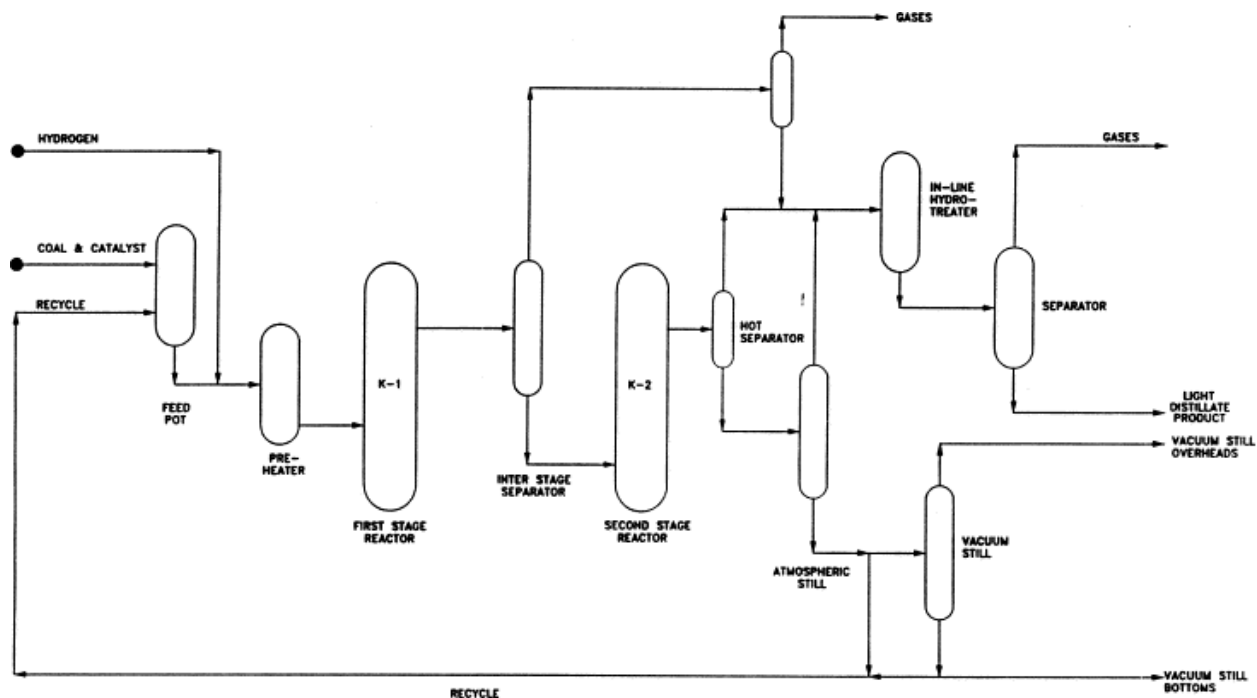 GASES
HYDROGEN
GASES
IN-LINE
HYDRO-
TREATER
COAL & CATALYST
RECYCLE
SEPARATOR
HOT
SEPARATOR
K-1
K-2
FEED
POT
LIGHT
DISTILLATE
PRODUCT
VACUUM STILL
OVERHEADS
PRE-
HEATER
INTER STAGE
SEPARATOR
FIRST STAGE
REACTOR
SECOND STAGE
REACTOR
VACUUM
STILL
ATMOSPHERIC
STILL
VACUUM STILL
BOTTOMS
RECYCLE